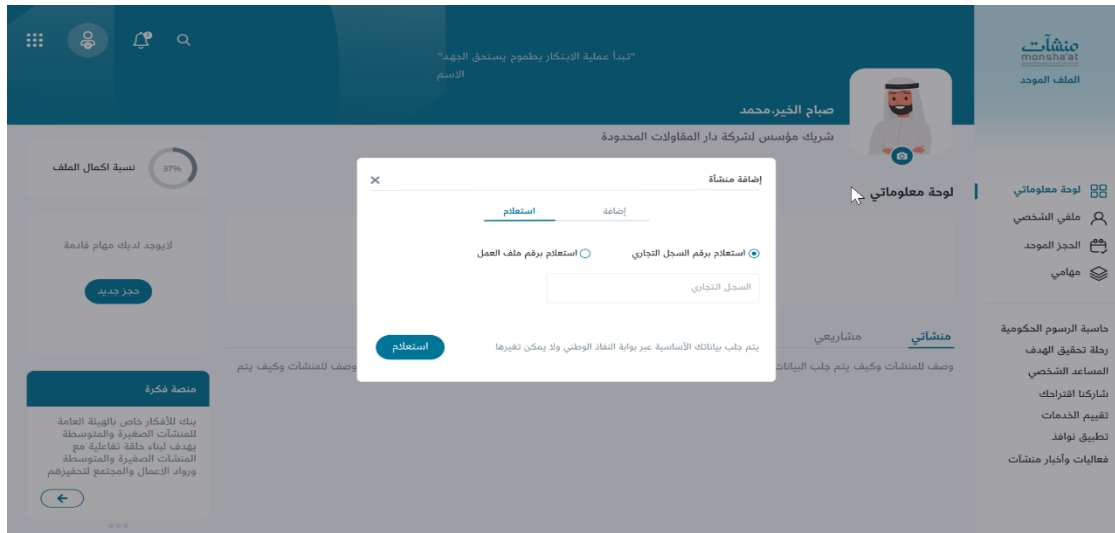 منشآت
monsha'at
الملف الموحد
"تبدأ عملية الابتكار بطموح يستحق الجهد"
الاسم
صباح الخير،محمد
شريك مؤسس لشركة دار المقاولات المحدودة
لوحة معلوماتي
ملفي الشخصي
الحجز الموحد
مهامي
حاسبة الرسوم الحكومية
رحلة تحقيق الهدف
المساعد الشخصي
شاركنا اقتراحك
تقييم الخدمات
تطبيق نوافذ
فعاليات وأخبار منشآت
لوحة معلوماتي
إضافة منشأة
إضافة
استعلام
استعلام برقم السجل التجاري
استعلام برقم ملف العمل
السجل التجاري
يتم جلب بياناتك الأساسية عبر بوابة النفاذ الوطني ولا يمكن تغيرها
استعلام
منشآتي
مشاريعي
وصف للمنشآت وكيف يتم جلب البيانات
وصف للمنشآت وكيف يتم
نسبة اكمال الملف
37%
لايوجد لديك مهام قادمة
حجز جديد
منصة فكرة
بنك للأفكار خاص بالهيئة العامة
للمنشآت الصغيرة والمتوسطة
يهدف لبناء حلقة تفاعلية مع
المنشآت الصغيرة والمتوسطة
ورواد الاعمال والمجتمع لتحفيزهم